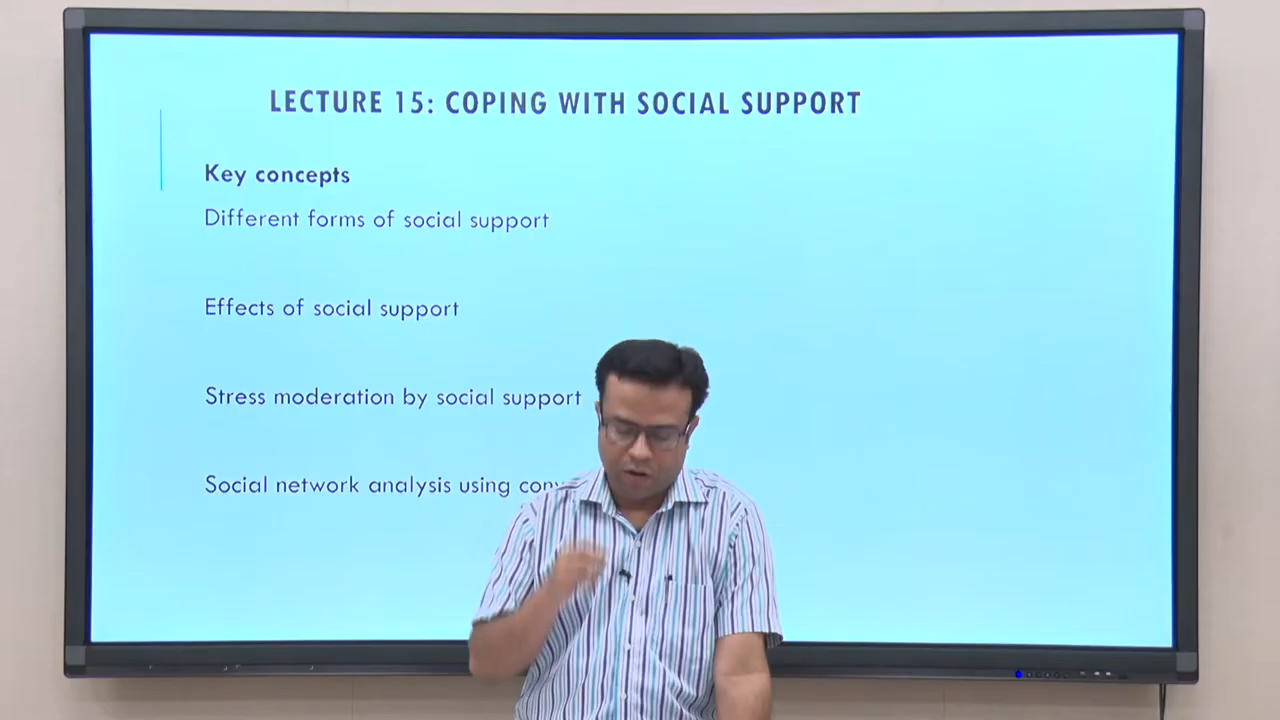 LECTURE 15: COPING WITH SOCIAL SUPPORT
Key concepts
Different forms of social support
Effects of social support
Stress moderation by social support
Social network analysis using